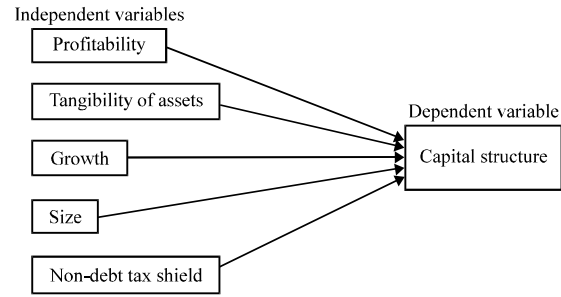 Independent variables
Profitability
Tangibility of assets
Growth
Size
Non-debt tax shield
Dependent variable
Capital structure